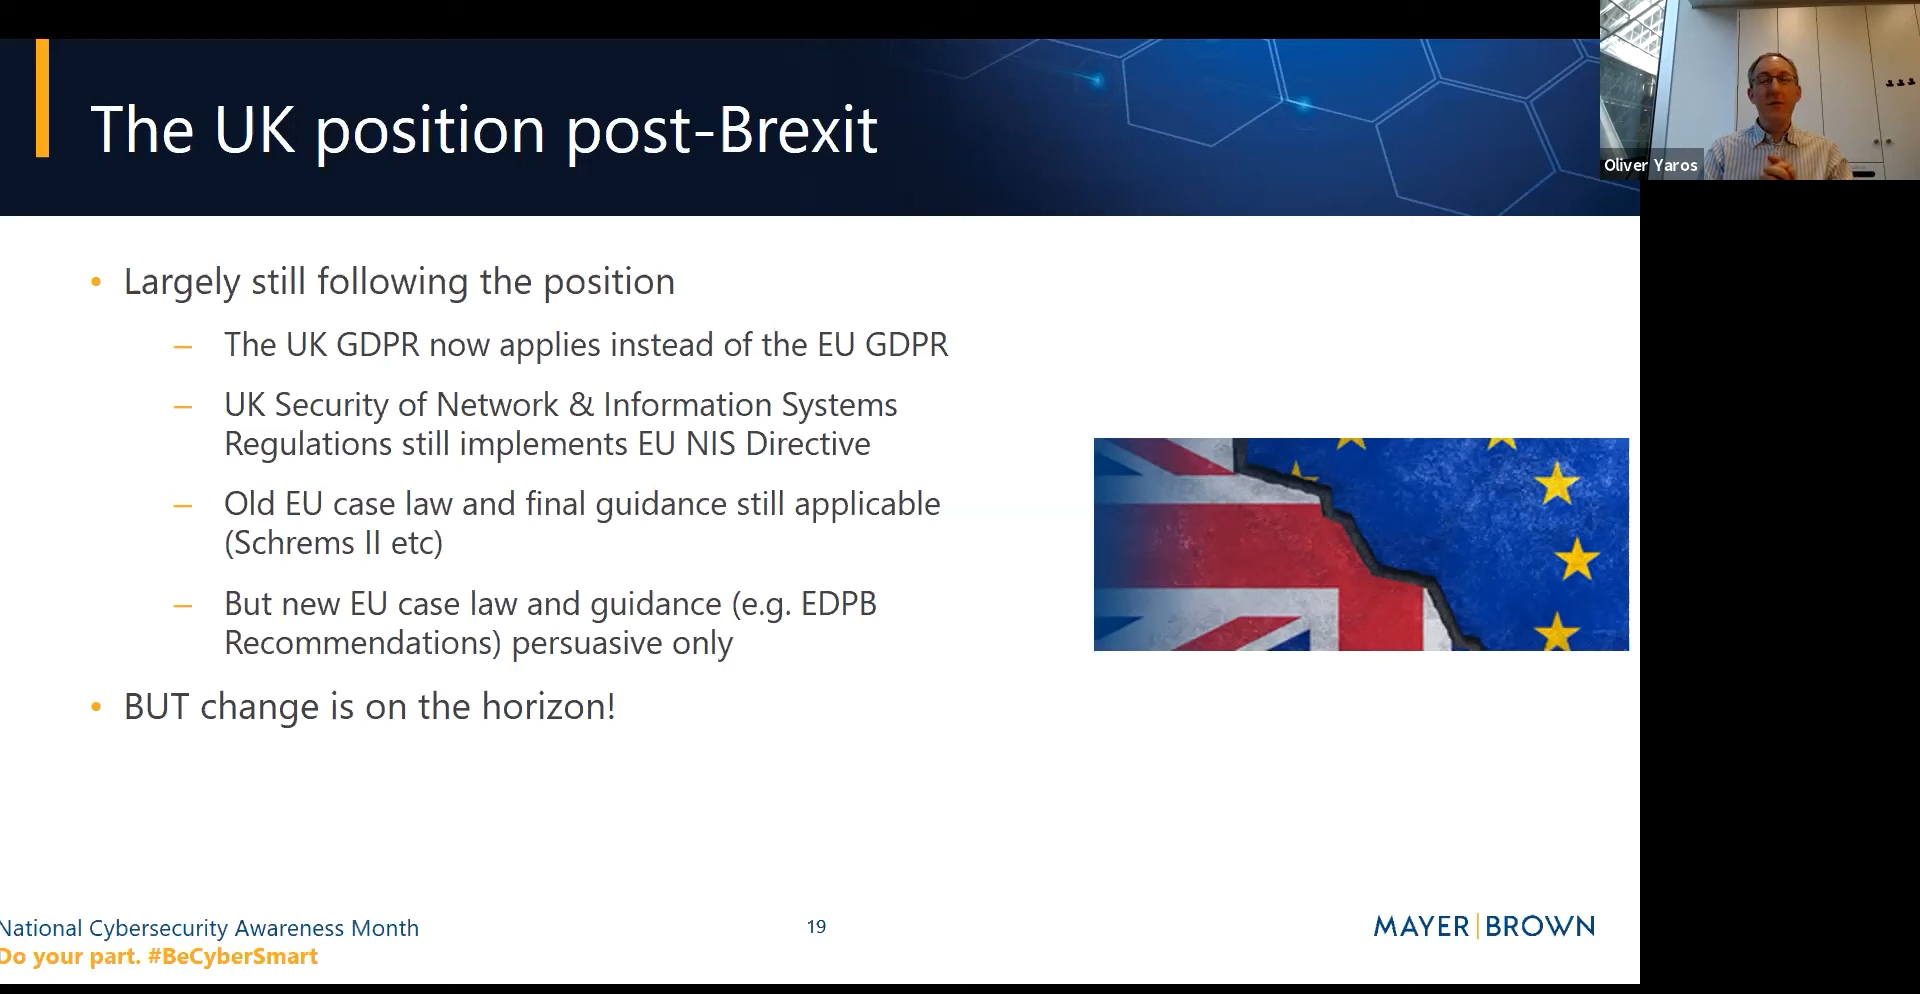 The UK position post-Brexit
Oliver Yaros
• Largely still following the position
– The UK GDPR now applies instead of the EU GDPR
– UK Security of Network & Information Systems
Regulations still implements EU NIS Directive
– Old EU case law and final guidance still applicable
(Schrems II etc)
– But new EU case law and guidance (e.g. EDPB
Recommendations) persuasive only
• BUT change is on the horizon!
National Cybersecurity Awareness Month
Do your part. #BeCyberSmart
19
MAYER|BROWN